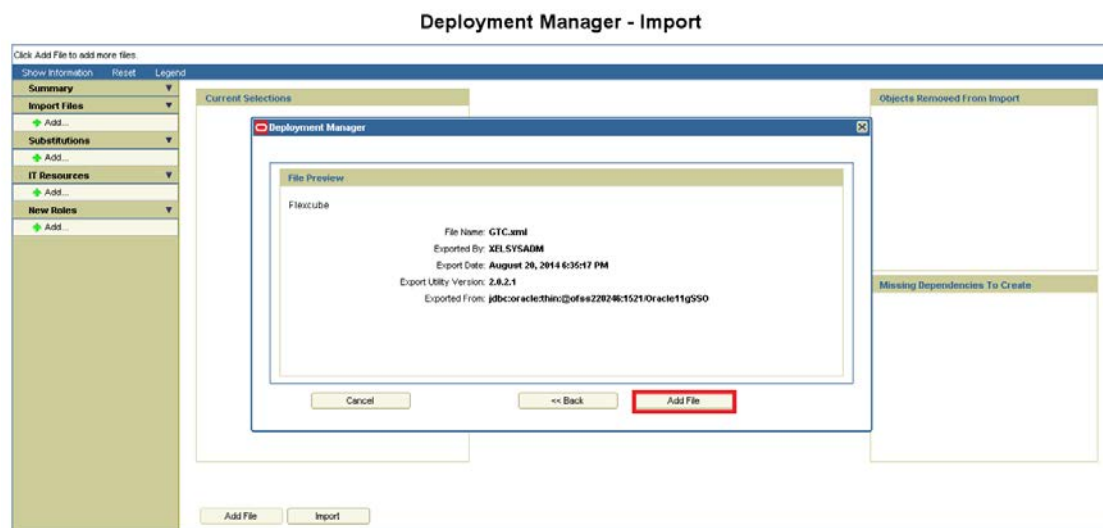 Deployment Manager - Import
Click Add File to add more files.
Show Information Reset Legend
Summary
Import Files
Add...
Substitutions
Add...
IT Resources
Add...
New Roles
Add...
Current Selections
Objects Removed From Import
Missing Dependencies To Create
Deployment Manager
File Preview
Flexcube
File Name: GTC.xml
Exported By: XELSYSADM
Export Date: August 20, 2014 6:35:17 PM
Export Utility Version: 2.0.2.1
Exported From: jdbc:oracle:thin:@ofss220246:1521/Oracle11gSSO
Cancel << Back Add File
Add File Import